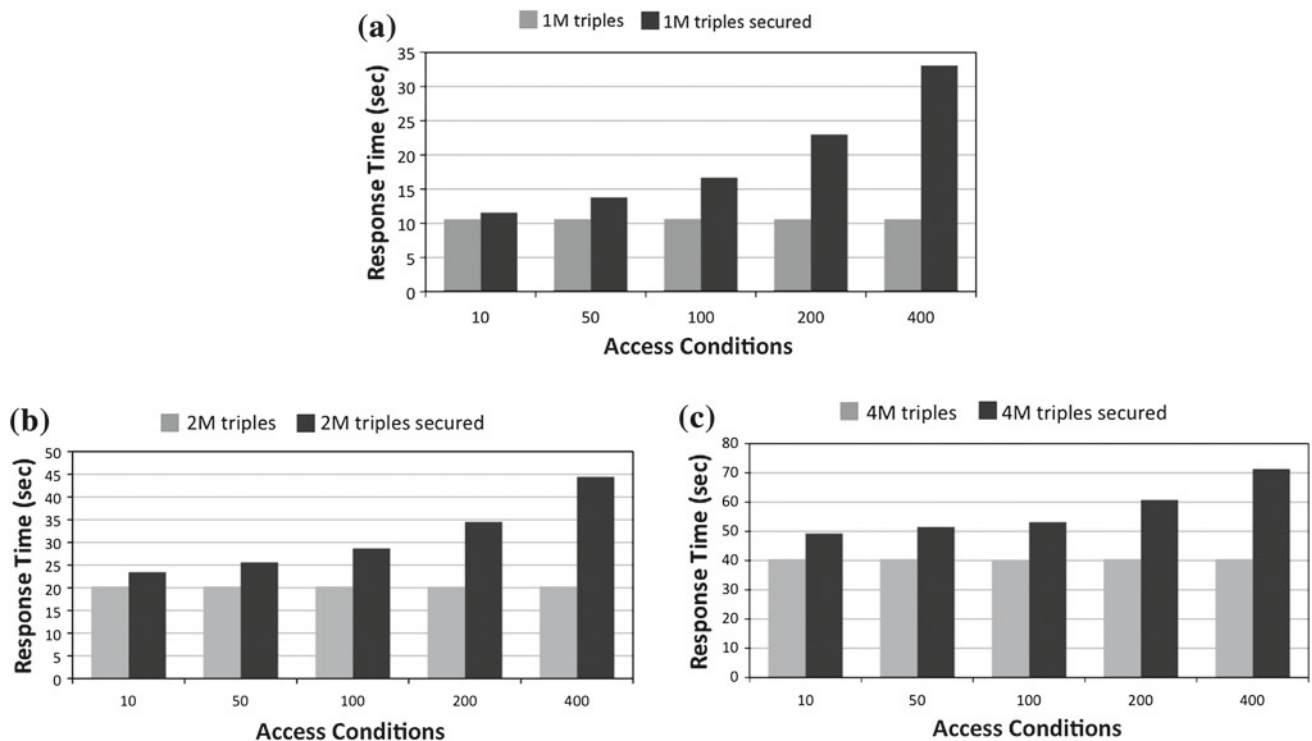 (a)
1M triples 1M triples secured
Response Time (sec)
35
30
25
20
15
10
5
0
10 50 100 200 400
Access Conditions
(b)
2M triples 2M triples secured
Response Time (sec)
50
45
40
35
30
25
20
15
10
5
0
10 50 100 200 400
Access Conditions
(c)
4M triples 4M triples secured
Response Time (sec)
80
70
60
50
40
30
20
10
0
10 50 100 200 400
Access Conditions